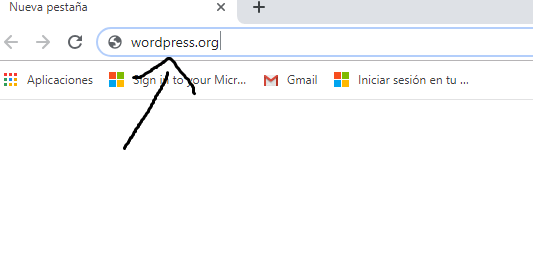 Nueva pestaña
wordpress.org
Aplicaciones Sign in to your Micr... Gmail Iniciar sesión en tu ...